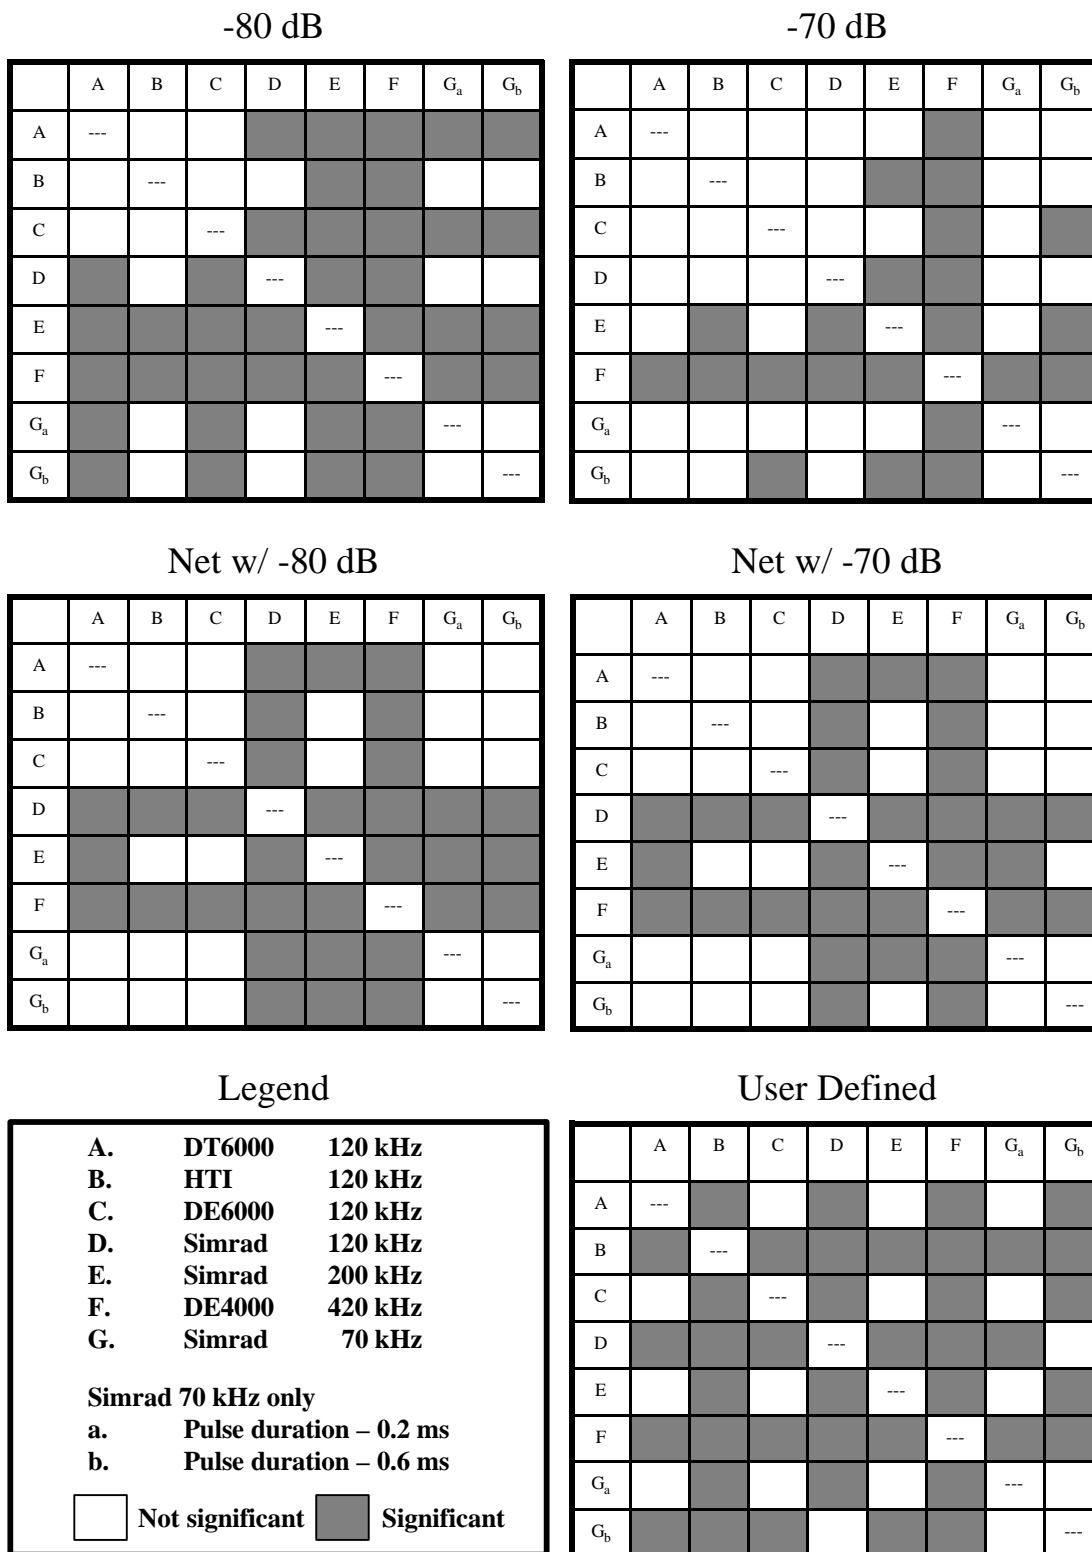 -80 dB
A B C D E F Ga Gb
A ---
B ---
C ---
D ---
E ---
F ---
Ga ---
Gb ---
-70 dB
A B C D E F Ga Gb
A ---
B ---
C ---
D ---
E ---
F ---
Ga ---
Gb ---
Net w/ -80 dB
A B C D E F Ga Gb
A ---
B ---
C ---
D ---
E ---
F ---
Ga ---
Gb ---
Net w/ -70 dB
A B C D E F Ga Gb
A ---
B ---
C ---
D ---
E ---
F ---
Ga ---
Gb ---
Legend
A. DT6000 120 kHz
B. HTI 120 kHz
C. DE6000 120 kHz
D. Simrad 120 kHz
E. Simrad 200 kHz
F. DE4000 420 kHz
G. Simrad 70 kHz
Simrad 70 kHz only
a. Pulse duration – 0.2 ms
b. Pulse duration – 0.6 ms
Not significant Significant
User Defined
A B C D E F Ga Gb
A ---
B ---
C ---
D ---
E ---
F ---
Ga ---
Gb ---